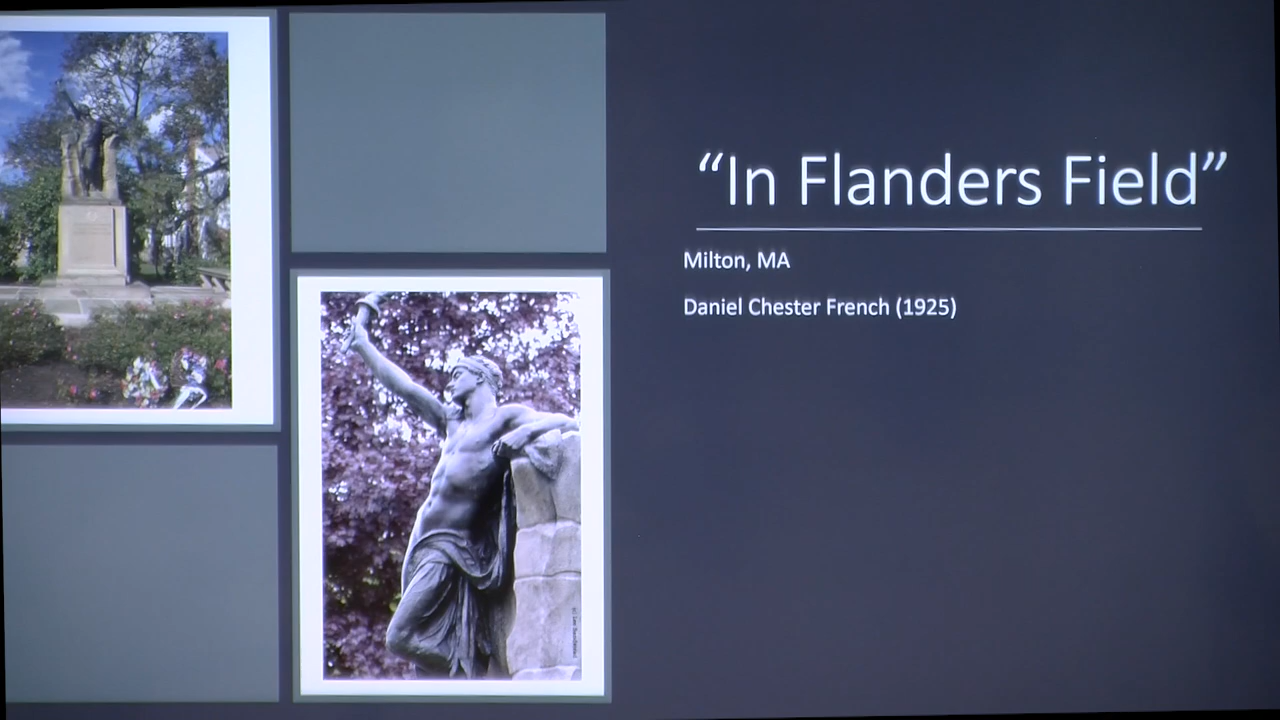 “In Flanders Field”
Milton, MA
Daniel Chester French (1925)